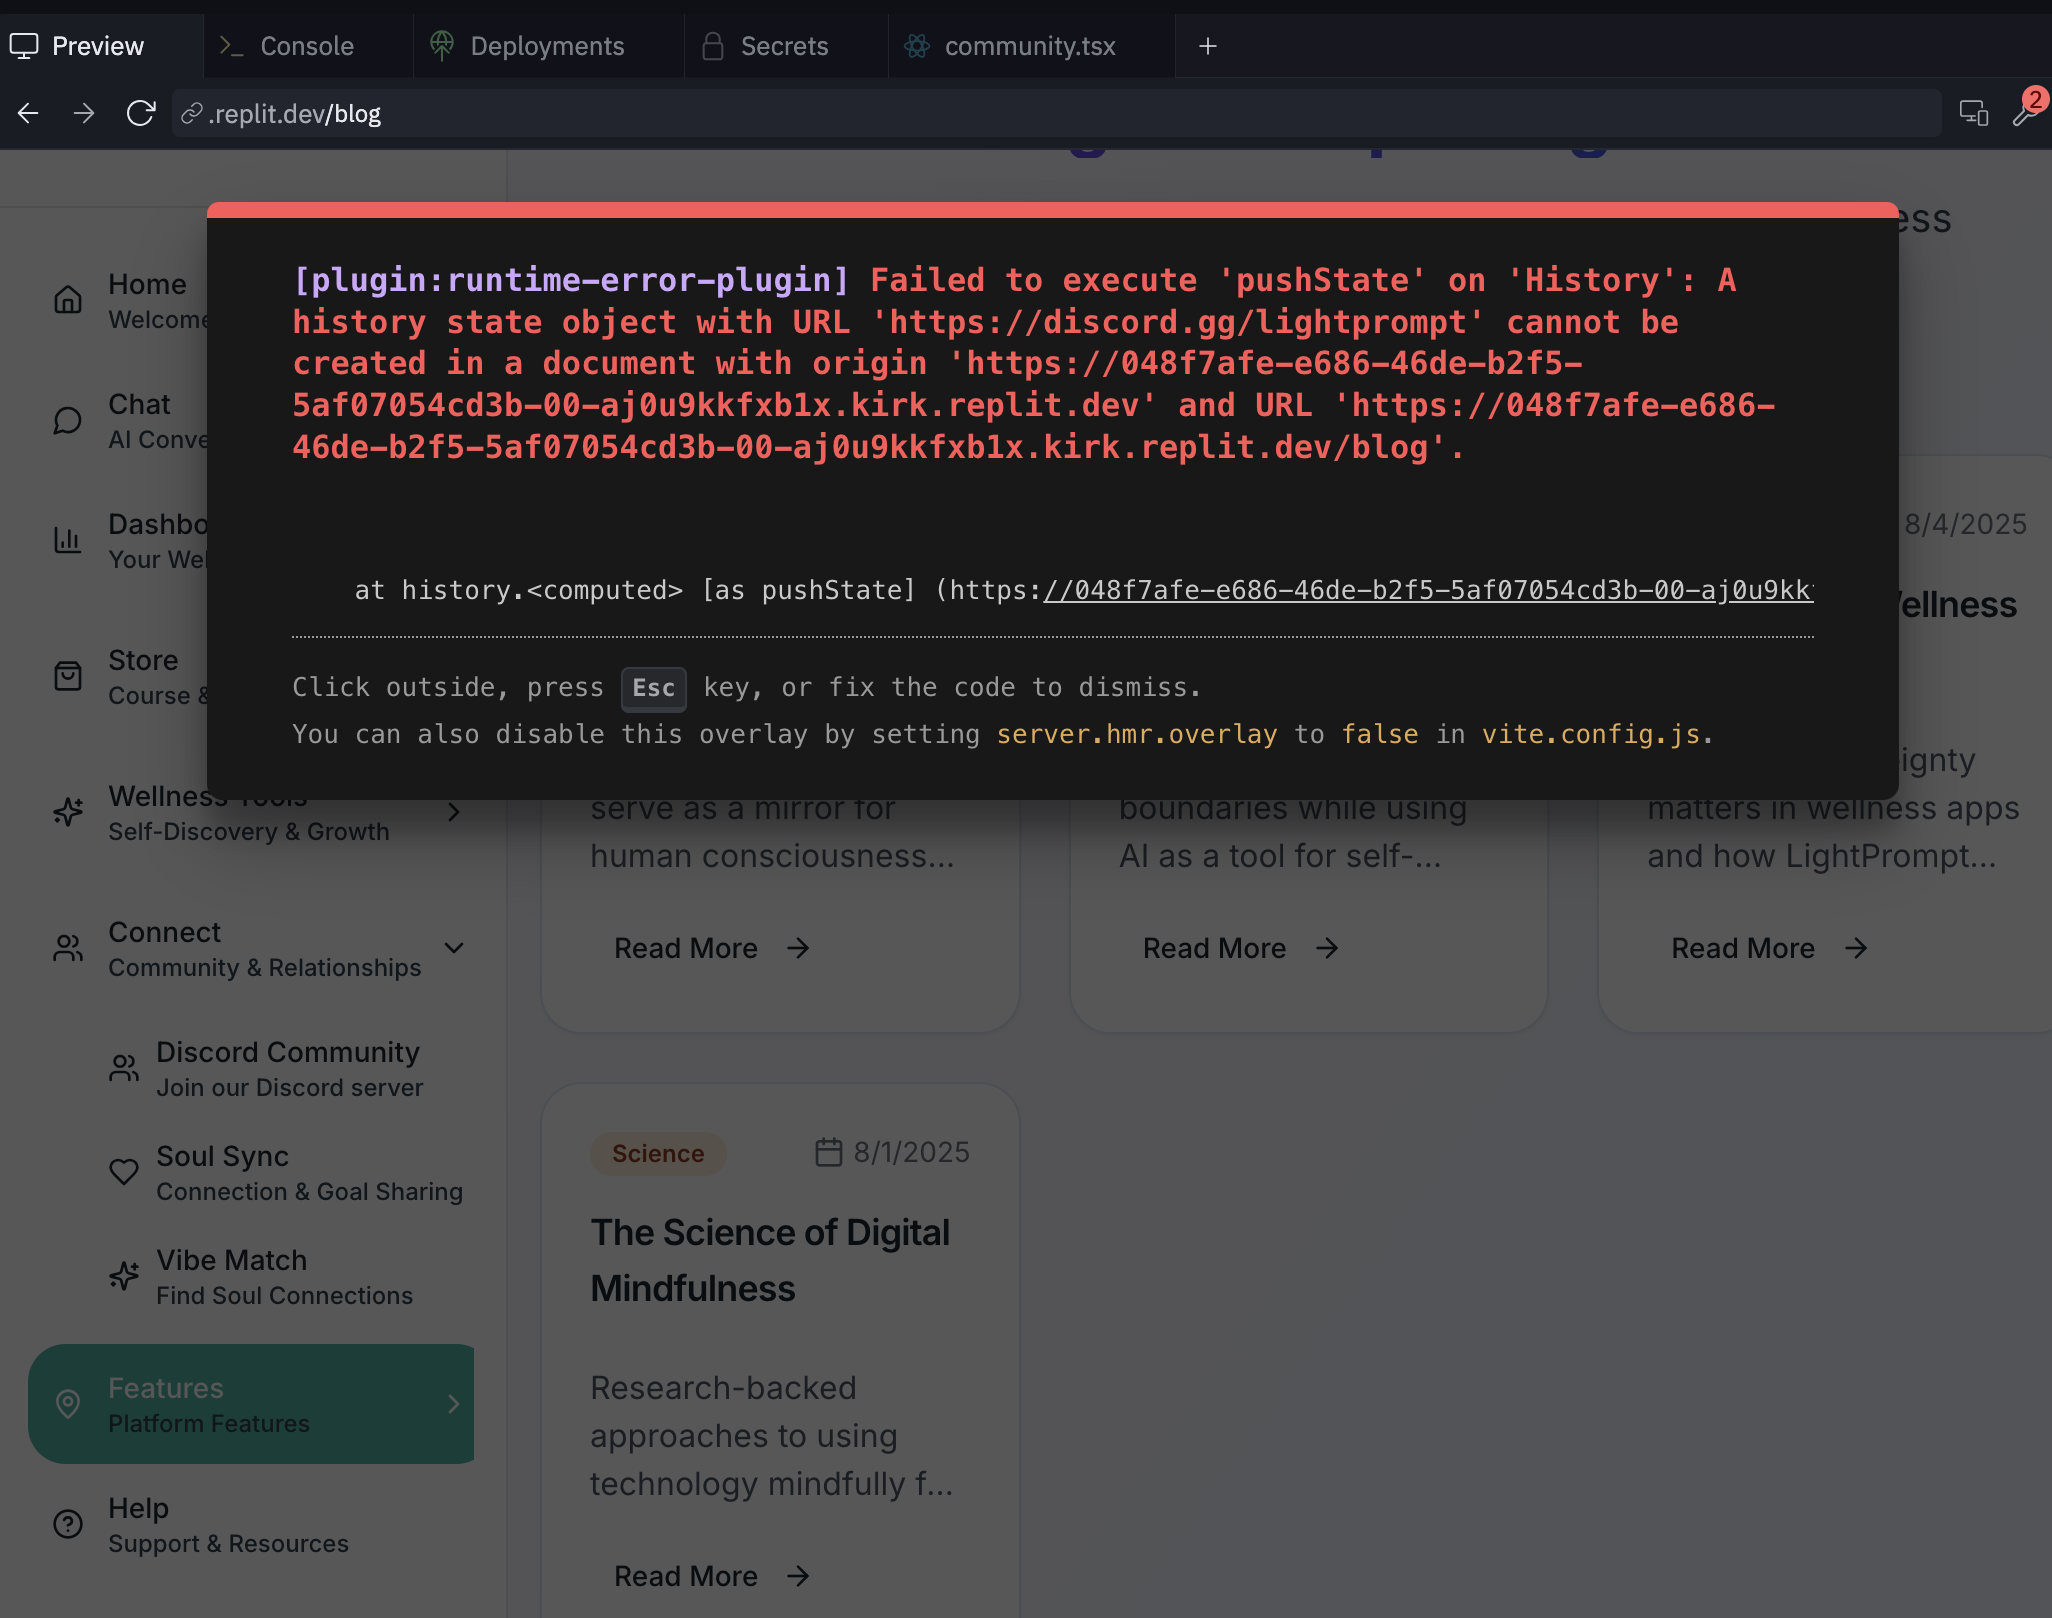 Preview
Console
Deployments
Secrets
community.tsx
.replit.dev/blog
2
ess
[plugin:runtime-error-plugin] Failed to execute 'pushState' on 'History': A
history state object with URL 'https://discord.gg/lightprompt' cannot be
created in a document with origin 'https://048f7afe-e686-46de-b2f5-
5af07054cd3b-00-aj0u9kkfxb1x.kirk.replit.dev' and URL 'https://048f7afe-e686-
46de-b2f5-5af07054cd3b-00-aj0u9kkfxb1x.kirk.replit.dev/blog'.
at history.<computed> [as pushState] (https://048f7afe-e686-46de-b2f5-5af07054cd3b-00-aj0u9kk
Click outside, press Esc key, or fix the code to dismiss.
You can also disable this overlay by setting server.hmr.overlay to false in vite.config.js.
Home
Welcome
Chat
AI Conve
Dashbo
Your Wel
Store
Course &
Wellness Tools
Self-Discovery & Growth
Connect
Community & Relationships
Discord Community
Join our Discord server
Soul Sync
Connection & Goal Sharing
Vibe Match
Find Soul Connections
Features
Platform Features
Help
Support & Resources
serve as a mirror for
human consciousness...
Read More
boundaries while using
AI as a tool for self-...
Read More
8/4/2025
ellness
ignty
matters in wellness apps
and how LightPrompt...
Read More
Science
8/1/2025
The Science of Digital
Mindfulness
Research-backed
approaches to using
technology mindfully f...
Read More